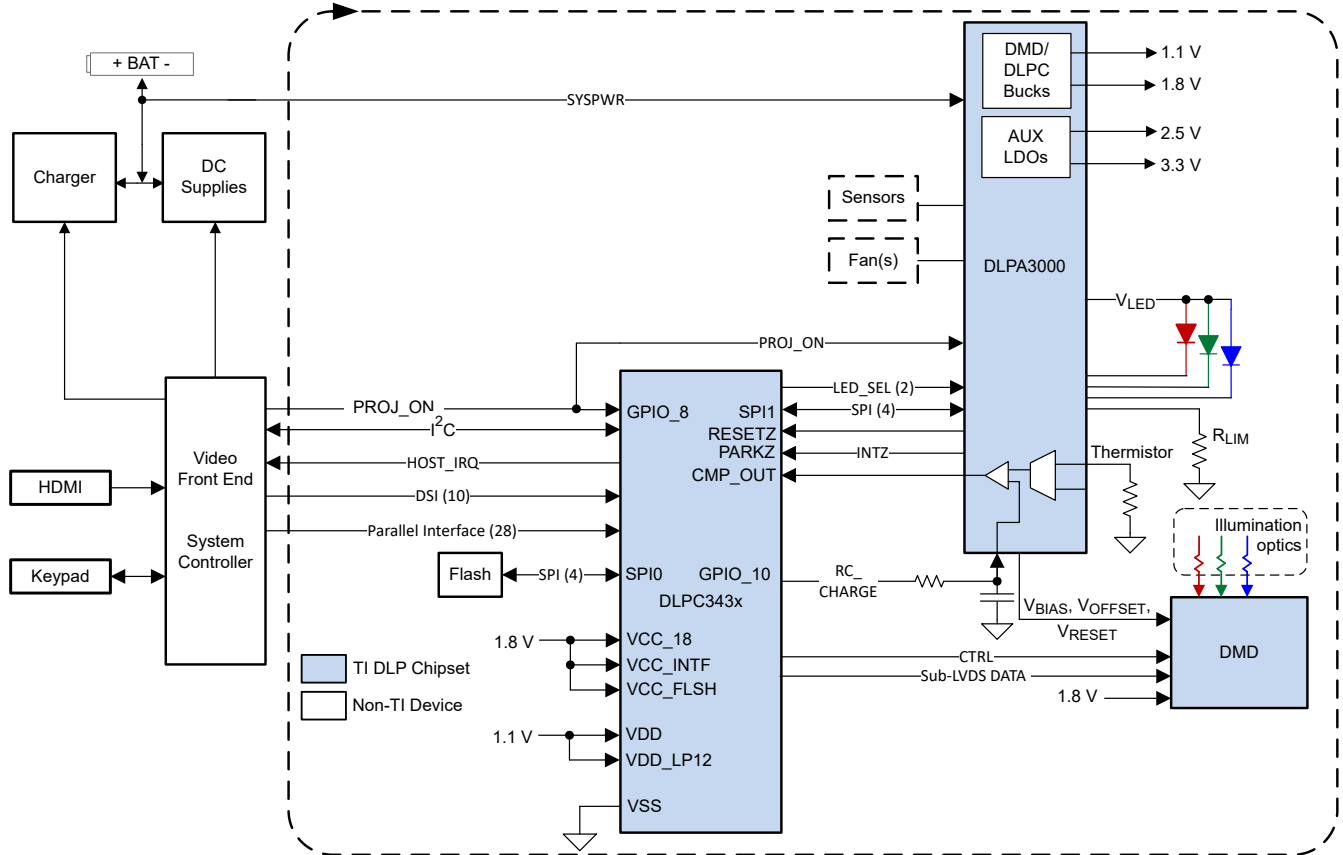 + BAT -
SYSPWR
Charger
DC
Supplies
DMD/
DLPC
Bucks
1.1 V
1.8 V
AUX
LDOs
2.5 V
3.3 V
Sensors
Fan(s)
DLPA3000
VLED
PROJ_ON
Video
Front End
System
Controller
HDMI
Keypad
PROJ_ON
I2C
HOST_IRQ
DSI (10)
Parallel Interface (28)
Flash
SPI (4)
GPIO_8
SPI1
RESETZ
PARKZ
CMP_OUT
SPI0
GPIO_10
DLPC343x
VCC_18
VCC_INTF
VCC_FLSH
VDD
VDD_LP12
VSS
1.8 V
1.1 V
LED_SEL (2)
SPI (4)
INTZ
RC_
CHARGE
Thermistor
RLIM
Illumination
optics
VBIAS, VOFFSET,
VRESET
CTRL
Sub-LVDS DATA
1.8 V
DMD
TI DLP Chipset
Non-TI Device